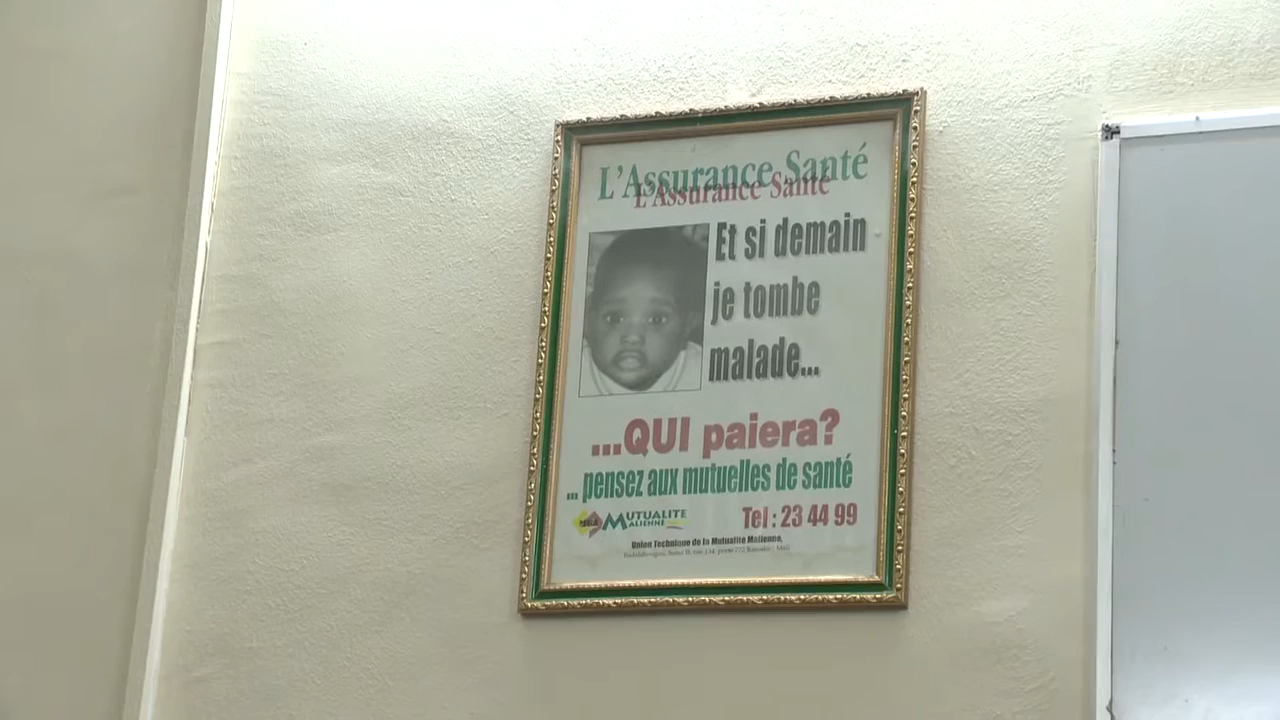 L'Assurance Santé
L'Assurance Santé
Et si demain
je tombe
malade...
...QUI paiera?
... pensez aux mutuelles de santé
MUTUALITE
MALIENNE
Tel : 23 44 99
Union Technique de la Mutualité Malienne,